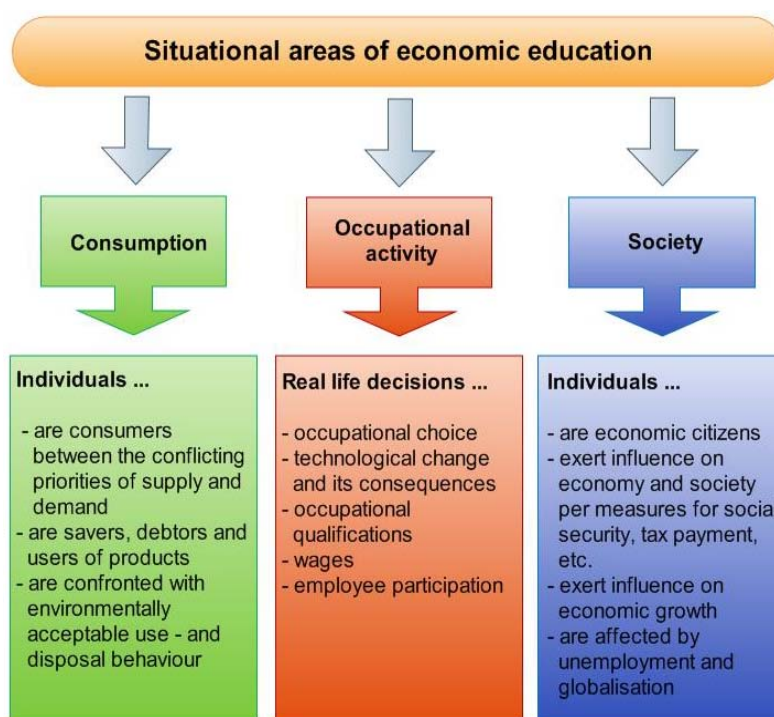 Situational areas of economic education
Consumption
Occupational
activity
Society
Individuals ...
- are consumers
between the conflicting
priorities of supply and
demand
- are savers, debtors and
users of products
- are confronted with
environmentally
acceptable use - and
disposal behaviour
Real life decisions ...
- occupational choice
- technological change
and its consequences
- occupational
qualifications
- wages
- employee participation
Individuals ...
- are economic citizens
- exert influence on
economy and society
per measures for social
security, tax payment,
etc.
- exert influence on
economic growth
- are affected by
unemployment and
globalisation